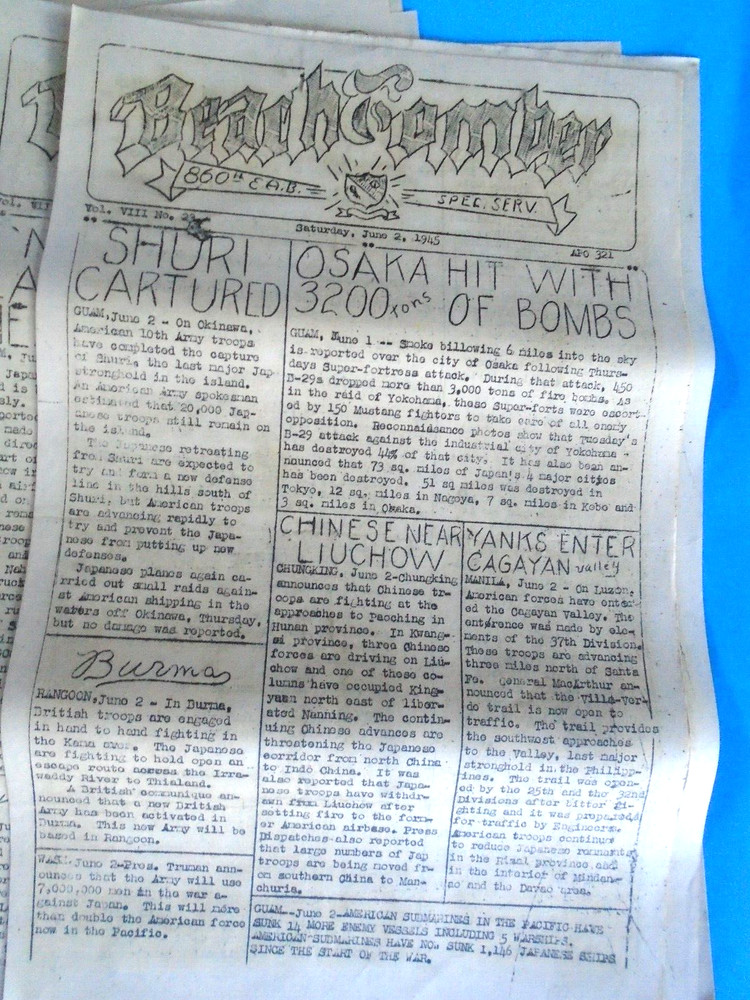 Beach Comber
860th E.A.B.
SPEC. SERV.
Vol. VIII No.
Saturday, June 2, 1945
APO 321
SHURI
CARTURED
GUAM, June 2 - On Okinawa,
American 10th Army troops
have completed the capture
of Shuri, the last major Jap
stronghold in the island.
An American Army spokesman
estimated that 20,000 Jap-
anese troops still remain on
the island.
The Japanese retreating
from Shuri are expected to
try and form a new defense
line in the hills south of
Shuri, but American troops
are advancing rapidly to
try and prevent the Japa-
nese from putting up new
defenses.
Japanese planes again ca-
rried out small raids again-
st American shipping in the
waters off Okinawa, Thursday,
but no damage was reported.
Burma
RANGOON, June 2 - In Burma,
British troops are engaged
in hand to hand fighting in
the Kama area. The Japanese
are fighting to hold open an
escape route across the Irra-
waddy River to Thialand.
A British communique an-
nounced that a new British
Army has been activated in
Burma. This new Army will be
based in Rangoon.
WASH. June 2-Pres. Truman ann-
ounces that the Army will use
7,000,000 men in the war a-
gainst Japan. This will more
than double the American force
now in the Pacific.
OSAKA HIT WITH
3200 tons OF BOMBS
GUAM, June 1 -- Smoke billowing 6 miles into the sky
is reported over the city of Osaka following Thurs-
days Super-fortress attack. During that attack, 450
B-29s dropped more than 3,000 tons of fire bombs. As
in the raid of Yokohama, these Super-forts were escort-
ed by 150 Mustang fighters to take care of all enemy
opposition. Reconnaissance photos show that Tuesday's
B-29 attack against the industrial city of Yokohama -
has destroyed 44% of that city. It has also been an-
nounced that 73 sq. miles of Japan's 4 major cities
has been destroyed. 51 sq miles was destroyed in
Tokyo, 12 sq. miles in Nagoya, 7 sq. miles in Kobe and
3 sq. miles in Osaka.
CHINESE NEAR
LIUCHOW
CHUNGKING, June 2-Chungking
announces that Chinese tr-
oops are fighting at the
approaches to Paoching in
Hunan province. In Kwang-
si province, three Chinese
forces are driving on Liu-
chow and one of these co-
lumns have occupied King-
yuan north east of liber-
ated Nanning. The contin-
uing Chinese advances are
threatening the Japanese
corridor from north China
to Indo China. It was
also reported that Japa-
nese troops have withdr-
awn from Liuchow after
setting fire to the form-
er American airbase. Press
Dispatches also reported
that large numbers of Jap
troops are being moved fr-
om southern China to Man-
churia.
YANKS ENTER
CAGAYAN valley
MANILA, June 2 - On Luzon,
American forces have enter-
ed the Cagayan Valley. The
entørence was made by ele-
ments of the 37th Division.
These troops are advancing
three miles north of Santa
Fe. General MacArthur an-
nounced that the Villa-Ver-
de trail is now open to
traffic. The trail provides
the southwest approaches
to the Valley, last major
stronghold in the Philipp-
ines. The trail was open-
ed by the 25th and the 32nd
Divisions after bitter fi-
ghting and it was prepared
for traffic by Engineers.
American troops continue
to reduce Japanese remnants
in the Rizal province and
in the interior of Mindan-
ao and the Davao area.
GUAM--June 2-AMERICAN SUBMARINES IN THE PACIFIC HAVE
SUNK 14 MORE ENEMY VESSELS INCLUDING 5 WARSHIPS.
AMERICAN SUBMARINES HAVE NOW SUNK 1,146 JAPANESE SHIPS
SINCE THE START OF THE WAR.